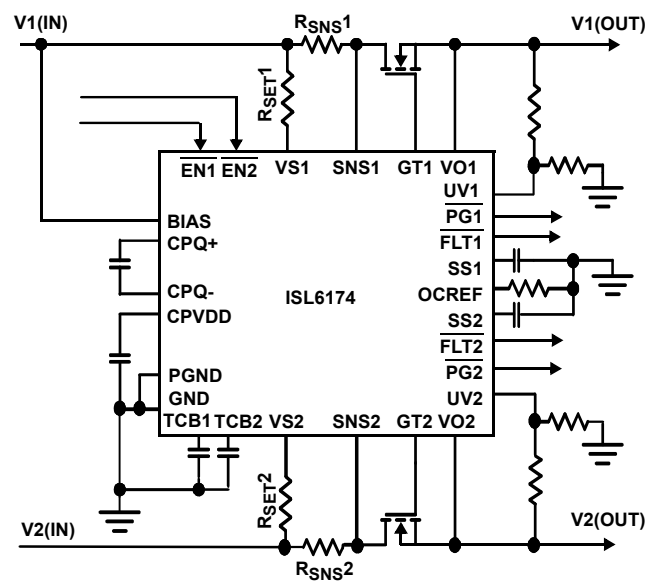 V1(IN)
RSNS1
V1(OUT)
RSET1
EN1 EN2 VS1 SNS1 GT1 VO1
UV1
PG1
BIAS
FLT1
CPQ+
SS1
CPQ-
ISL6174
OCREF
CPVDD
SS2
FLT2
PGND
PG2
GND
UV2
TCB1 TCB2 VS2 SNS2 GT2 VO2
RSET2
V2(IN)
V2(OUT)
RSNS2